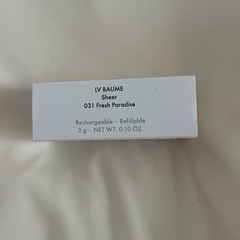 LV BAUME
Sheer
031 Fresh Paradise
Rechargeable - Refillable
3 g - NET WT. 0.10 OZ.